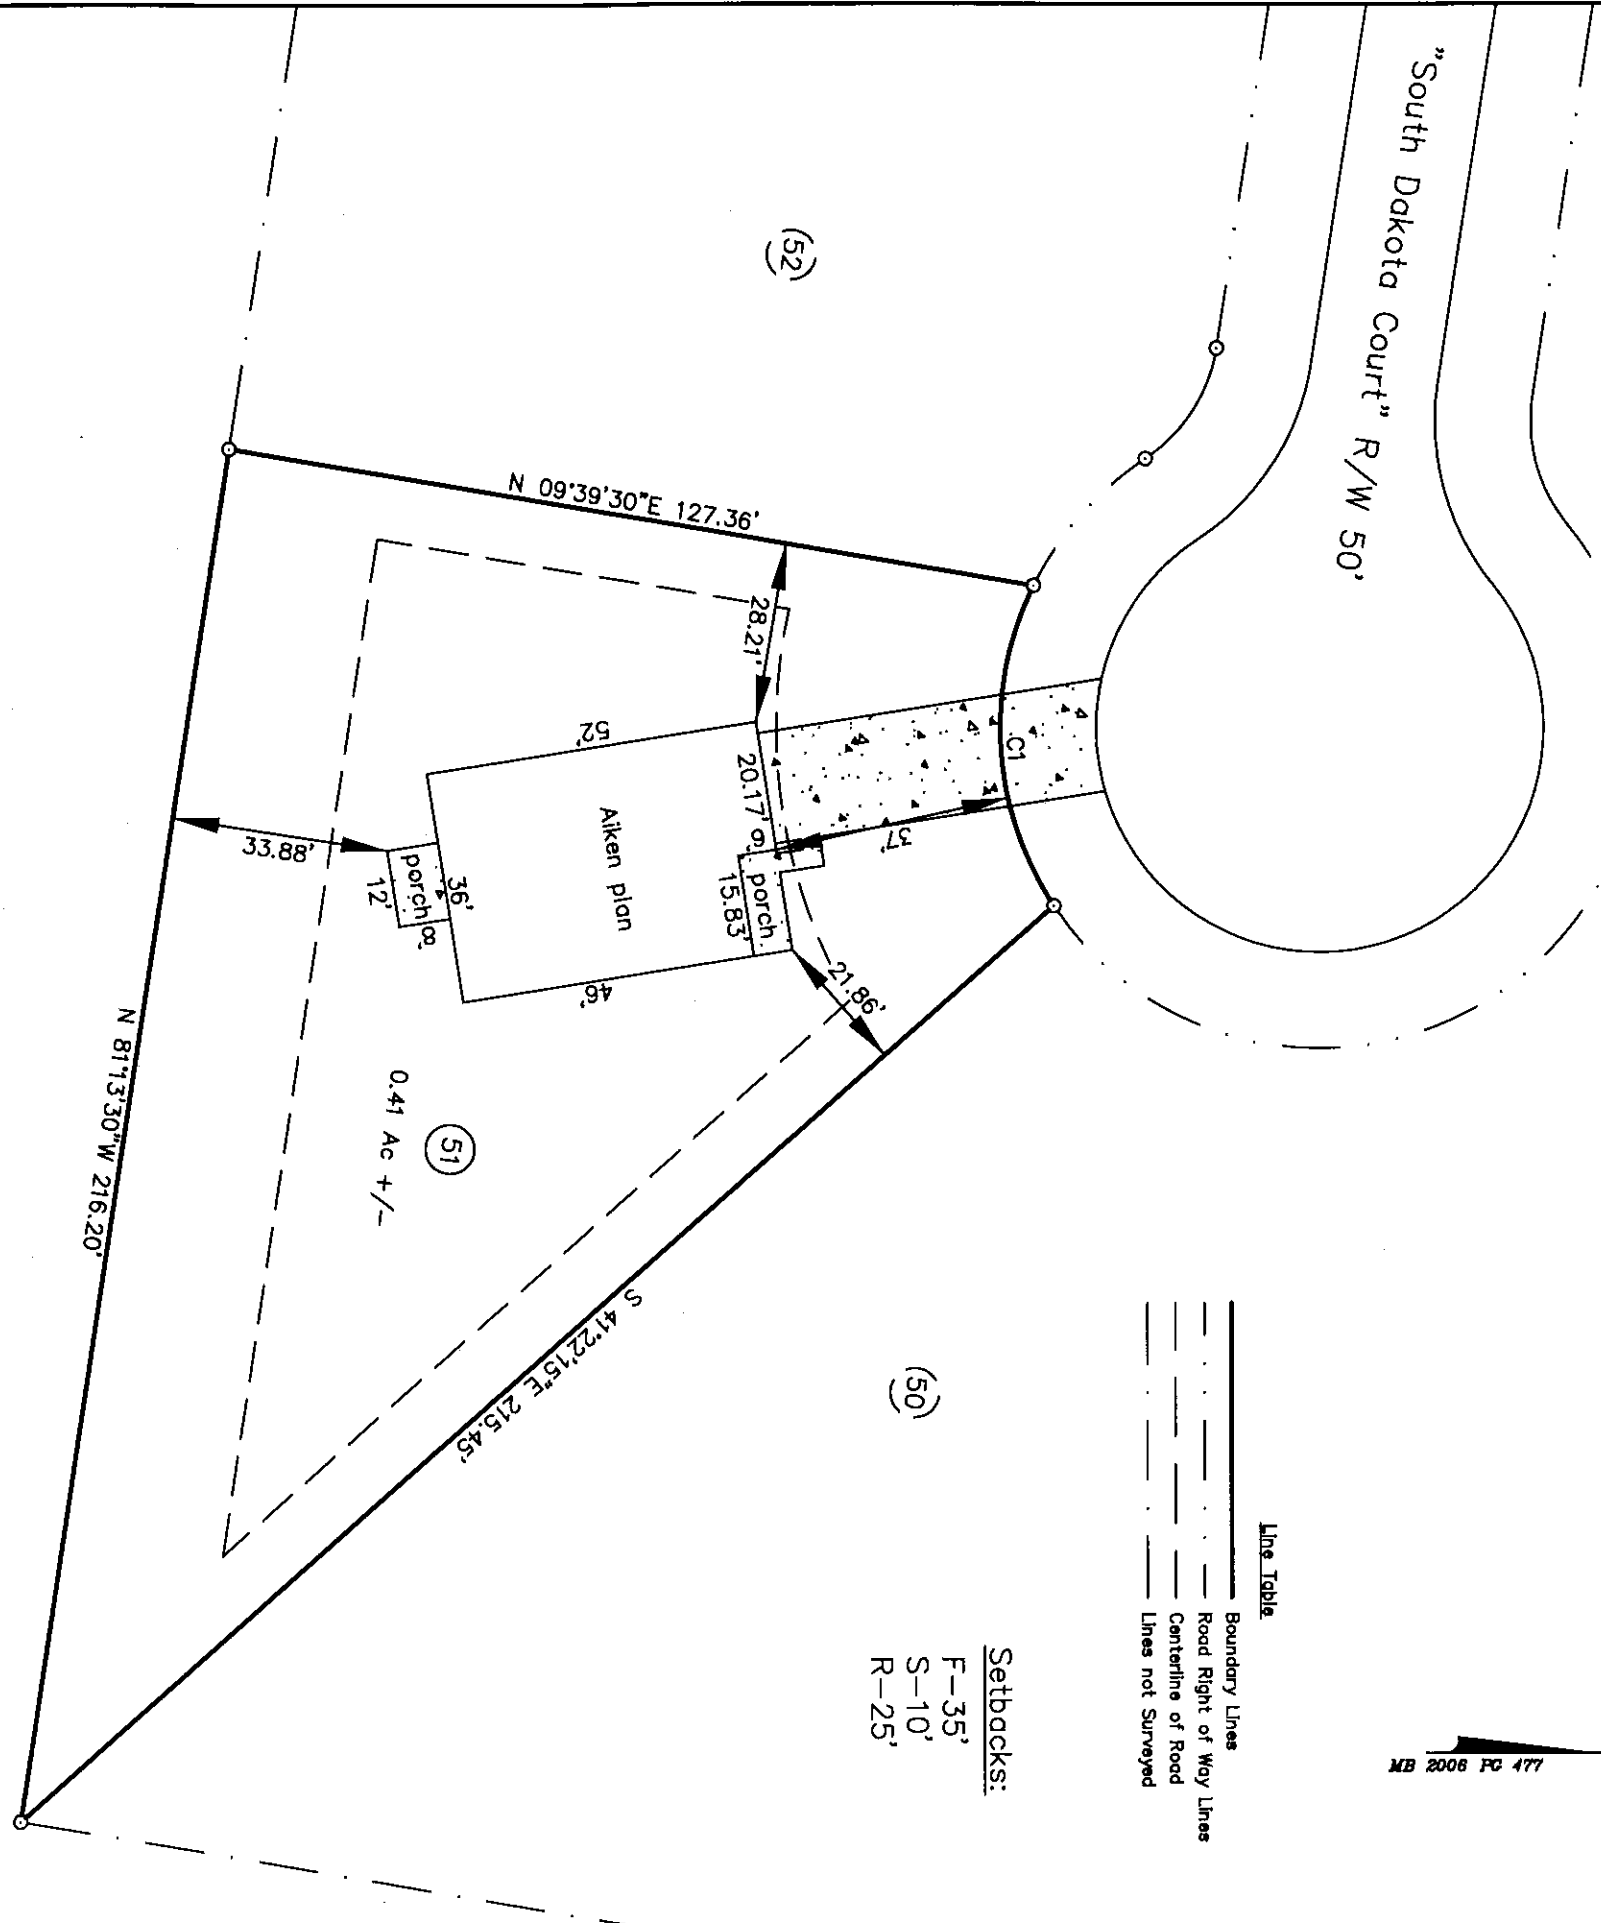 "South Dakota Court" R/W 50'
(52)
N 09°39'30"E 127.36'
28.21'
C1
52'
20.17'
6'
37'
Aiken plan
porch
15.83'
33.88'
porch
8'
12'
36'
46'
21.86'
N 81°13'30"W 216.20'
0.41 Ac +/-
51
S 41°22'15"E 215.45'
(50)
Line Table
Boundary Lines
Road Right of Way Lines
Centerline of Road
Lines not Surveyed
Setbacks:
F-35'
S-10'
R-25'
MB 2006 PG 477